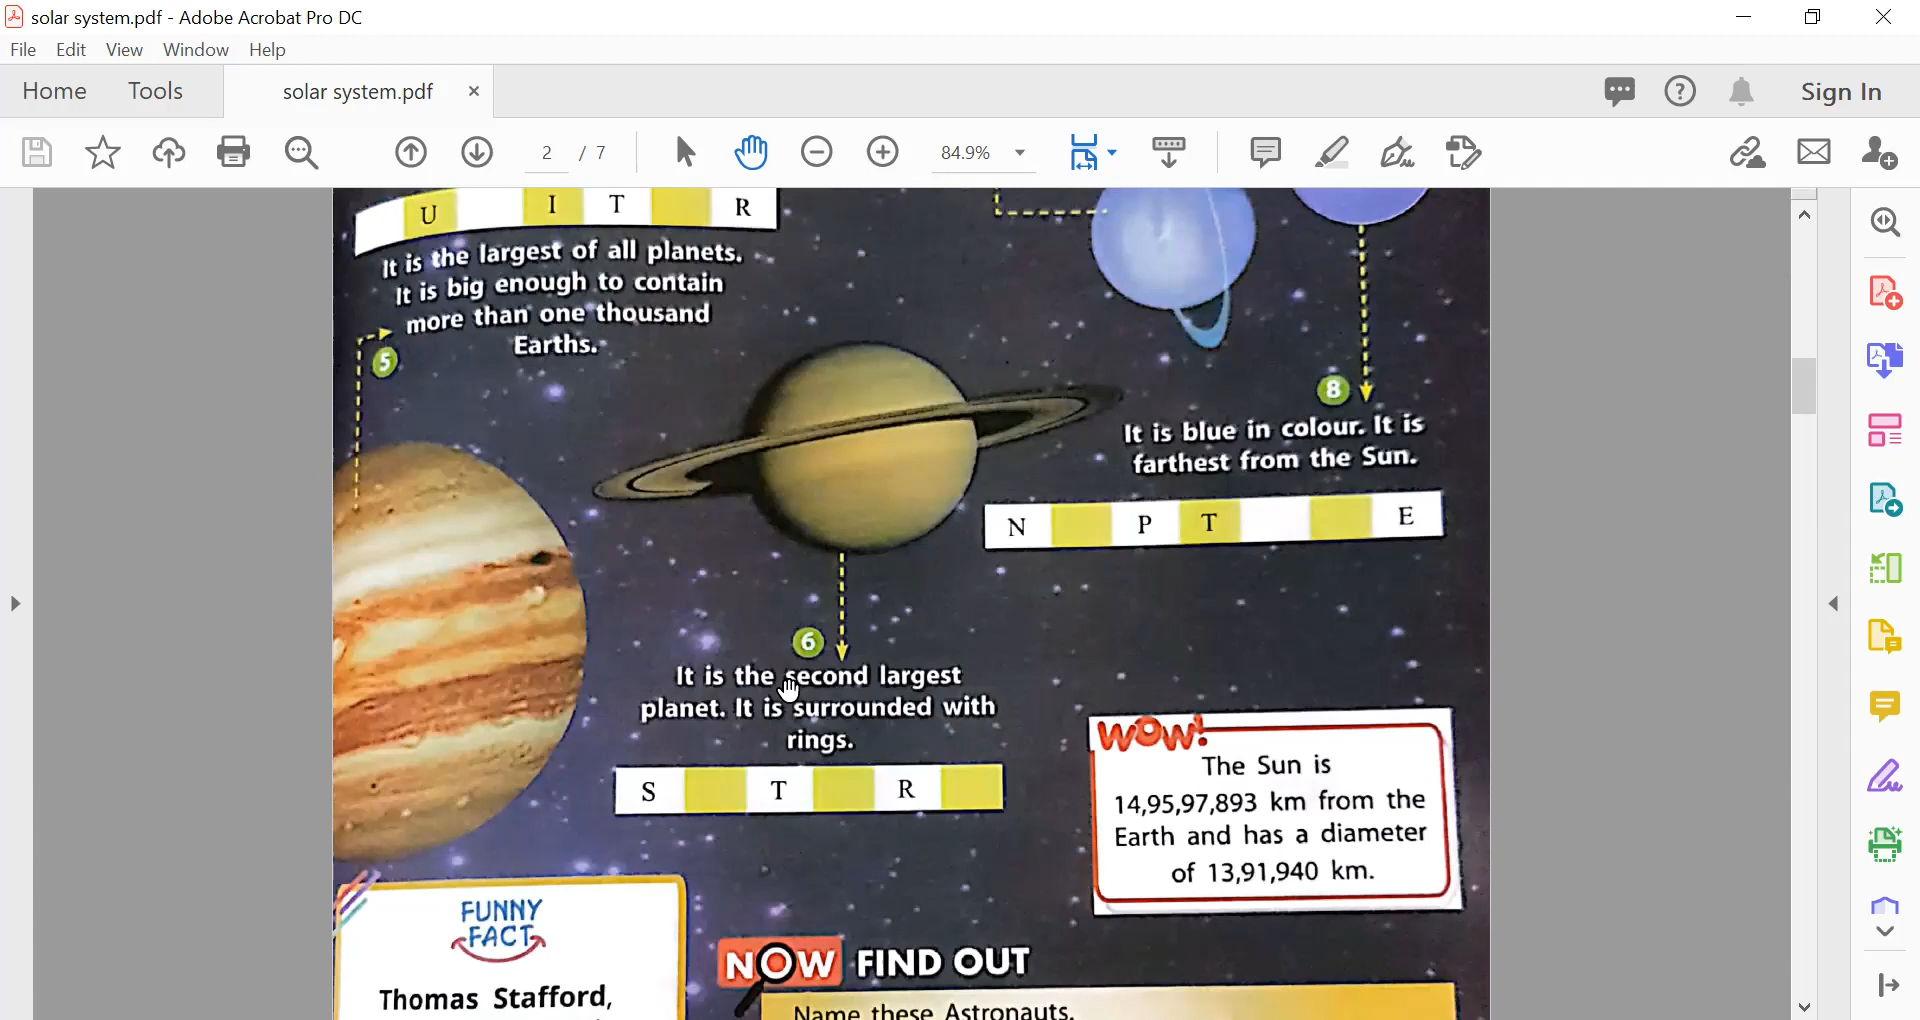 solar system.pdf - Adobe Acrobat Pro DC
File Edit View Window Help
Home Tools solar system.pdf × Sign In
2 / 7 84.9%
U I T R
It is the largest of all planets.
It is big enough to contain
more than one thousand
Earths.
5
8
It is blue in colour. It is
farthest from the Sun.
N P T E
6
It is the second largest
planet. It is surrounded with
rings.
S T R
WOW!
The Sun is
14,95,97,893 km from the
Earth and has a diameter
of 13,91,940 km.
FUNNY
FACT
Thomas Stafford,
NOW FIND OUT
Name these Astronauts.